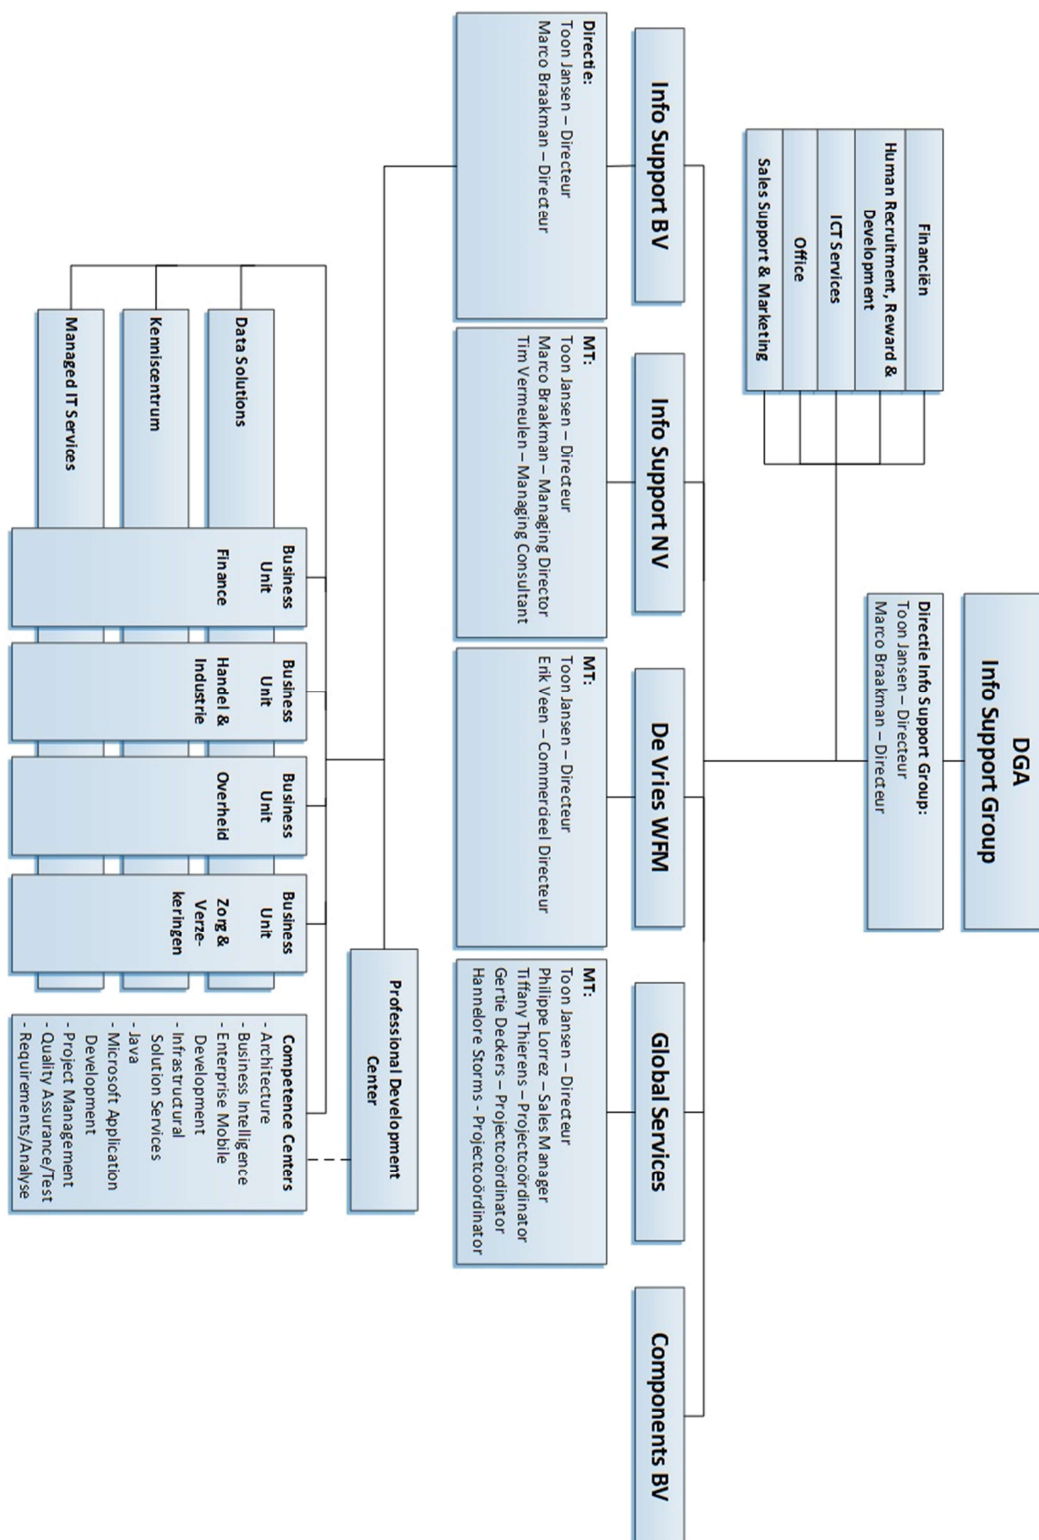 DGA
Info Support Group
Directie Info Support Group:
Toon Jansen – Directeur
Marco Braakman – Directeur
Financiën
Human Recruitment, Reward &
Development
ICT Services
Office
Sales Support & Marketing
Info Support BV
Directie:
Toon Jansen – Directeur
Marco Braakman – Directeur
Info Support NV
MT:
Toon Jansen – Directeur
Marco Braakman – Managing Director
Tim Vermeulen – Managing Consultant
De Vries WFM
MT:
Toon Jansen – Directeur
Erik Veen – Commercieel Directeur
Global Services
MT:
Toon Jansen – Directeur
Philippe Lorrez – Sales Manager
Tiffany Thierens – Projectcoördinator
Gertie Deckers – Projectcoördinator
Hannelore Storms - Projectcoördinator
Components BV
Professional Development
Center
Data Solutions
Kenniscentrum
Managed IT Services
Business
Unit
Finance
Business
Unit
Handel &
Industrie
Business
Unit
Overheid
Business
Unit
Zorg &
Verze-
keringen
Competence Centers
- Architecture
- Business Intelligence
- Enterprise Mobile
Development
- Infrastructural
Solution Services
- Java
- Microsoft Application
Development
- Project Management
- Quality Assurance/Test
- Requirements/Analyse